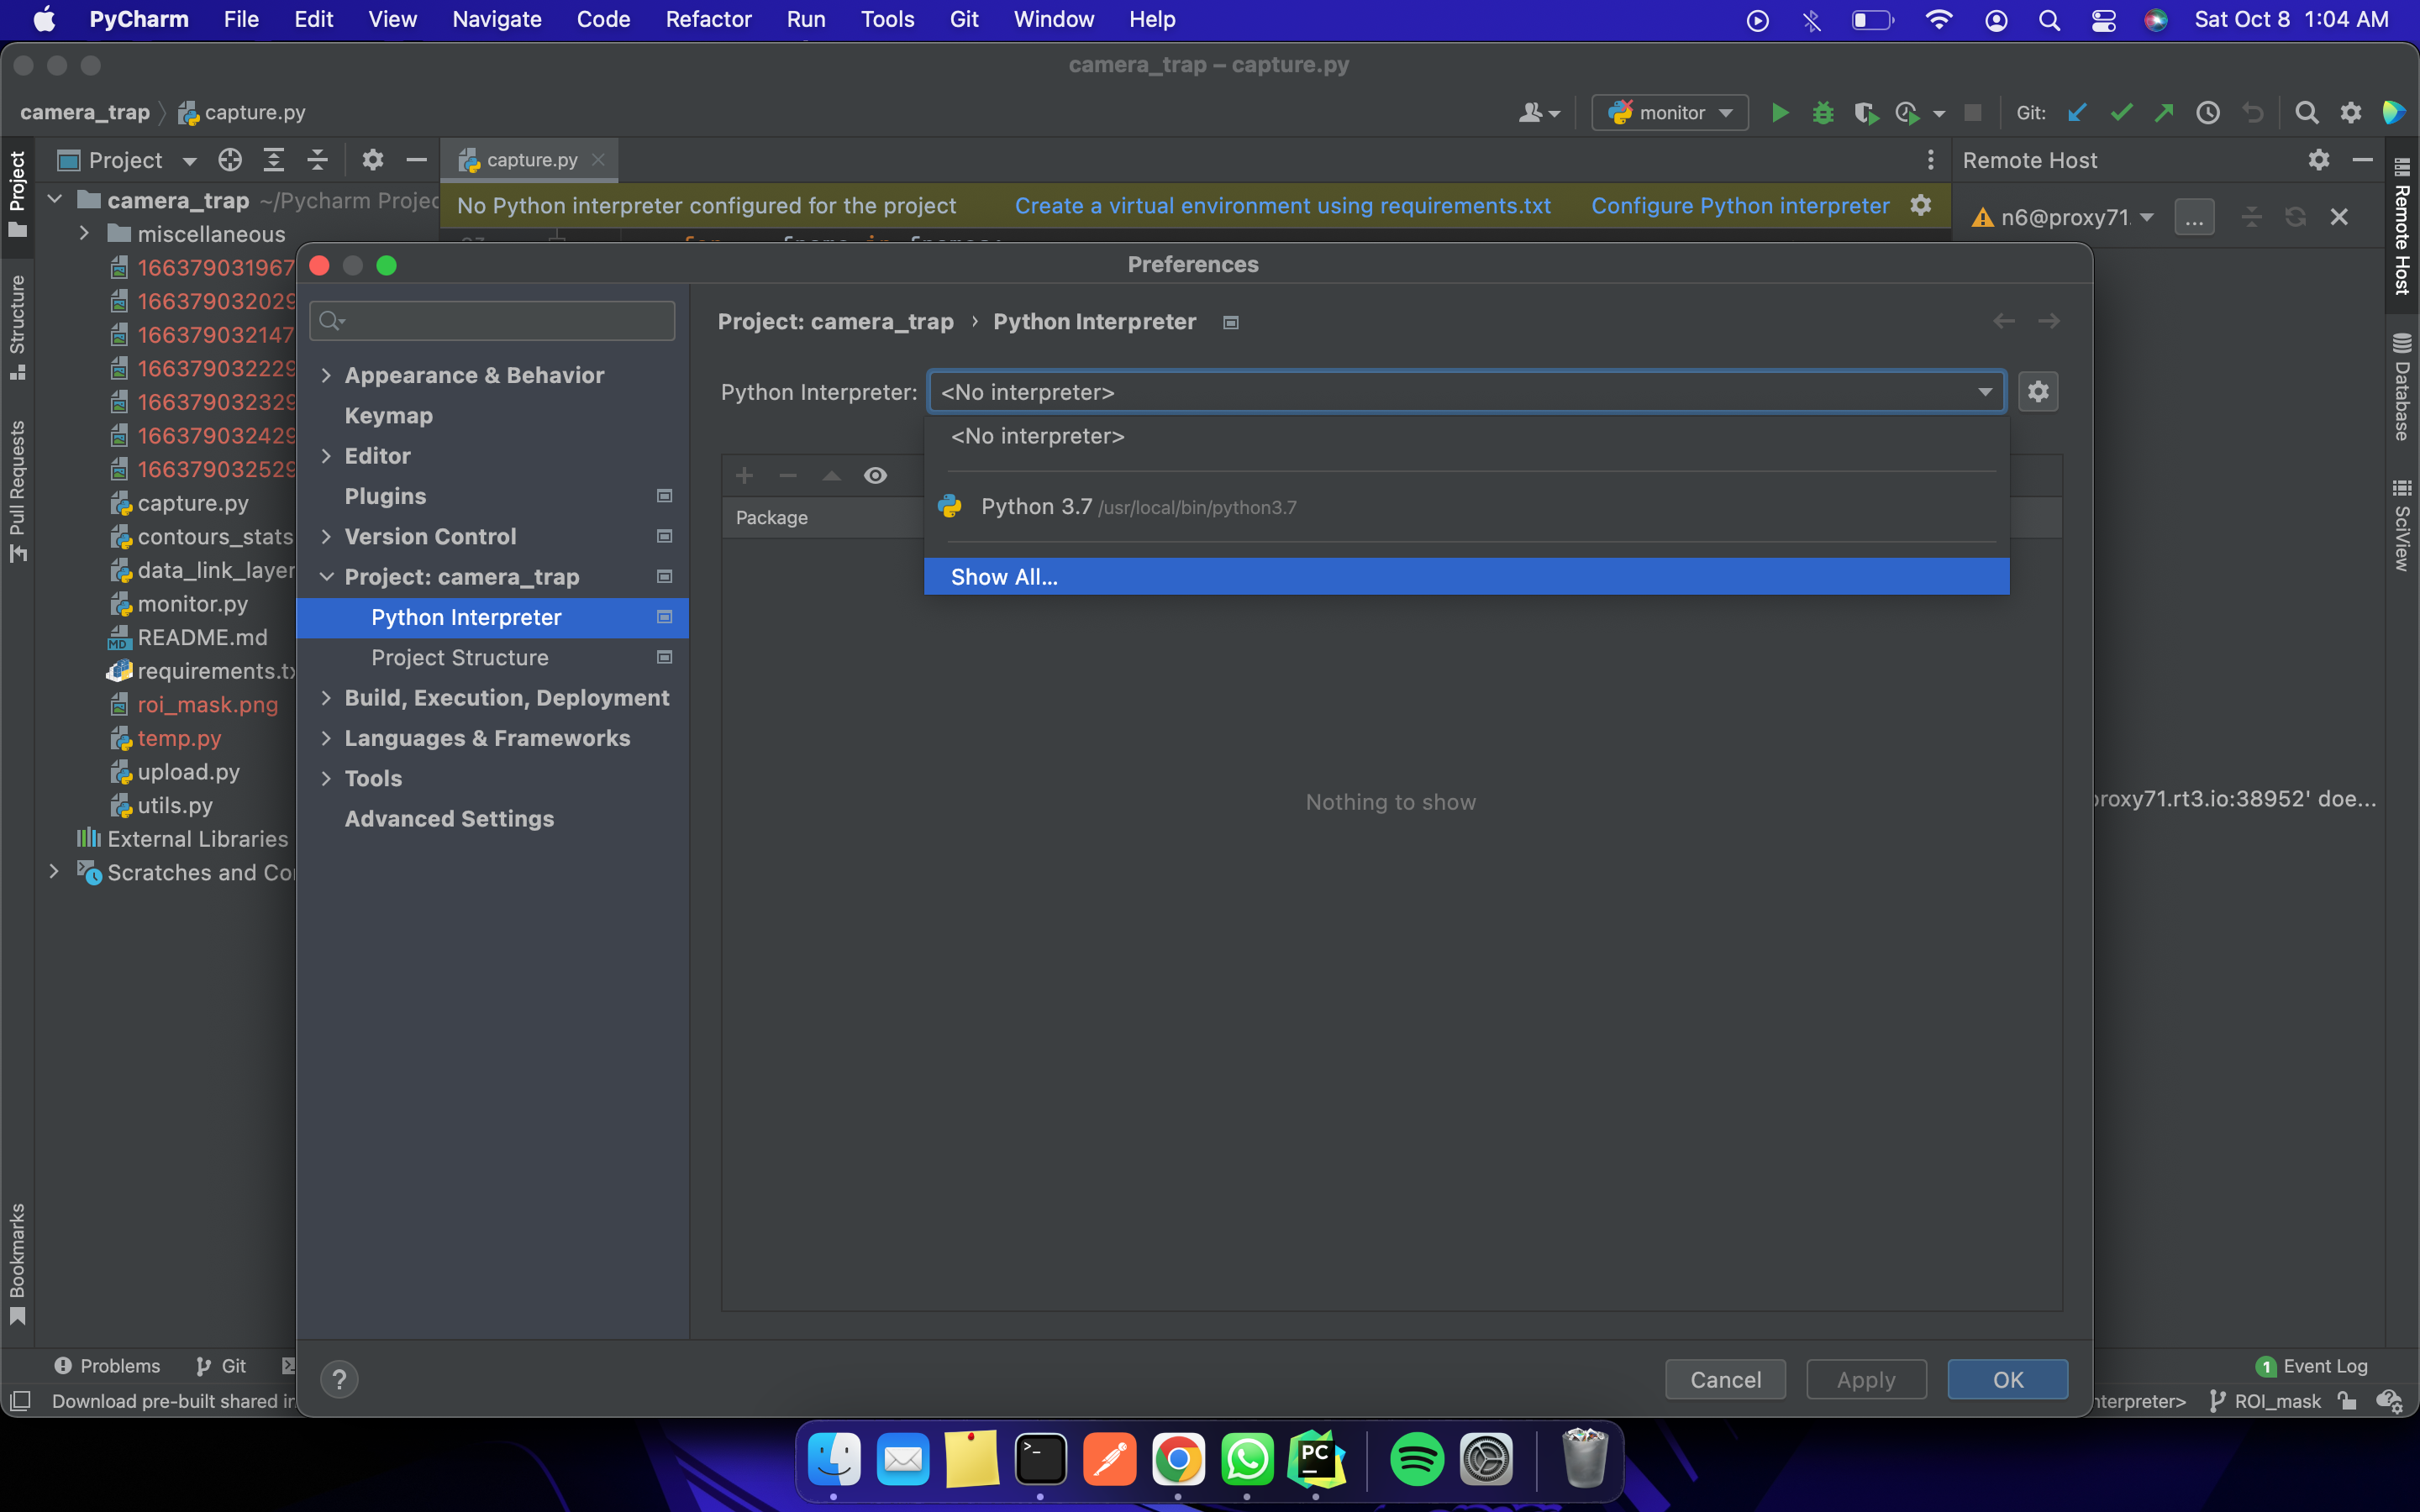 PyCharm File Edit View Navigate Code Refactor Run Tools Git Window Help Sat Oct 8 1:04 AM
camera_trap – capture.py
camera_trap capture.py monitor Git:
Project
Project capture.py Remote Host
camera_trap ~/Pycharm Projec
No Python interpreter configured for the project Create a virtual environment using requirements.txt Configure Python interpreter
n6@proxy71. ...
miscellaneous
Preferences
166379031967
166379032029
166379032147
166379032229
166379032329
166379032429
166379032529
capture.py
contours_stats
data_link_layer
monitor.py
README.md
MD
requirements.tx
roi_mask.png
temp.py
upload.py
utils.py
External Libraries
Scratches and Co
Structure
Pull Requests
Bookmarks
Appearance & Behavior
Keymap
Editor
Plugins
Version Control
Project: camera_trap
Python Interpreter
Project Structure
Build, Execution, Deployment
Languages & Frameworks
Tools
Advanced Settings
Project: camera_trap › Python Interpreter
Python Interpreter: <No interpreter>
<No interpreter>
Python 3.7 /usr/local/bin/python3.7
Show All...
Package
Nothing to show
roxy71.rt3.io:38952' doe...
Remote Host
Database
SciView
? Cancel Apply OK
Problems Git 1 Event Log
Download pre-built shared in nterpreter> ROI_mask
PC